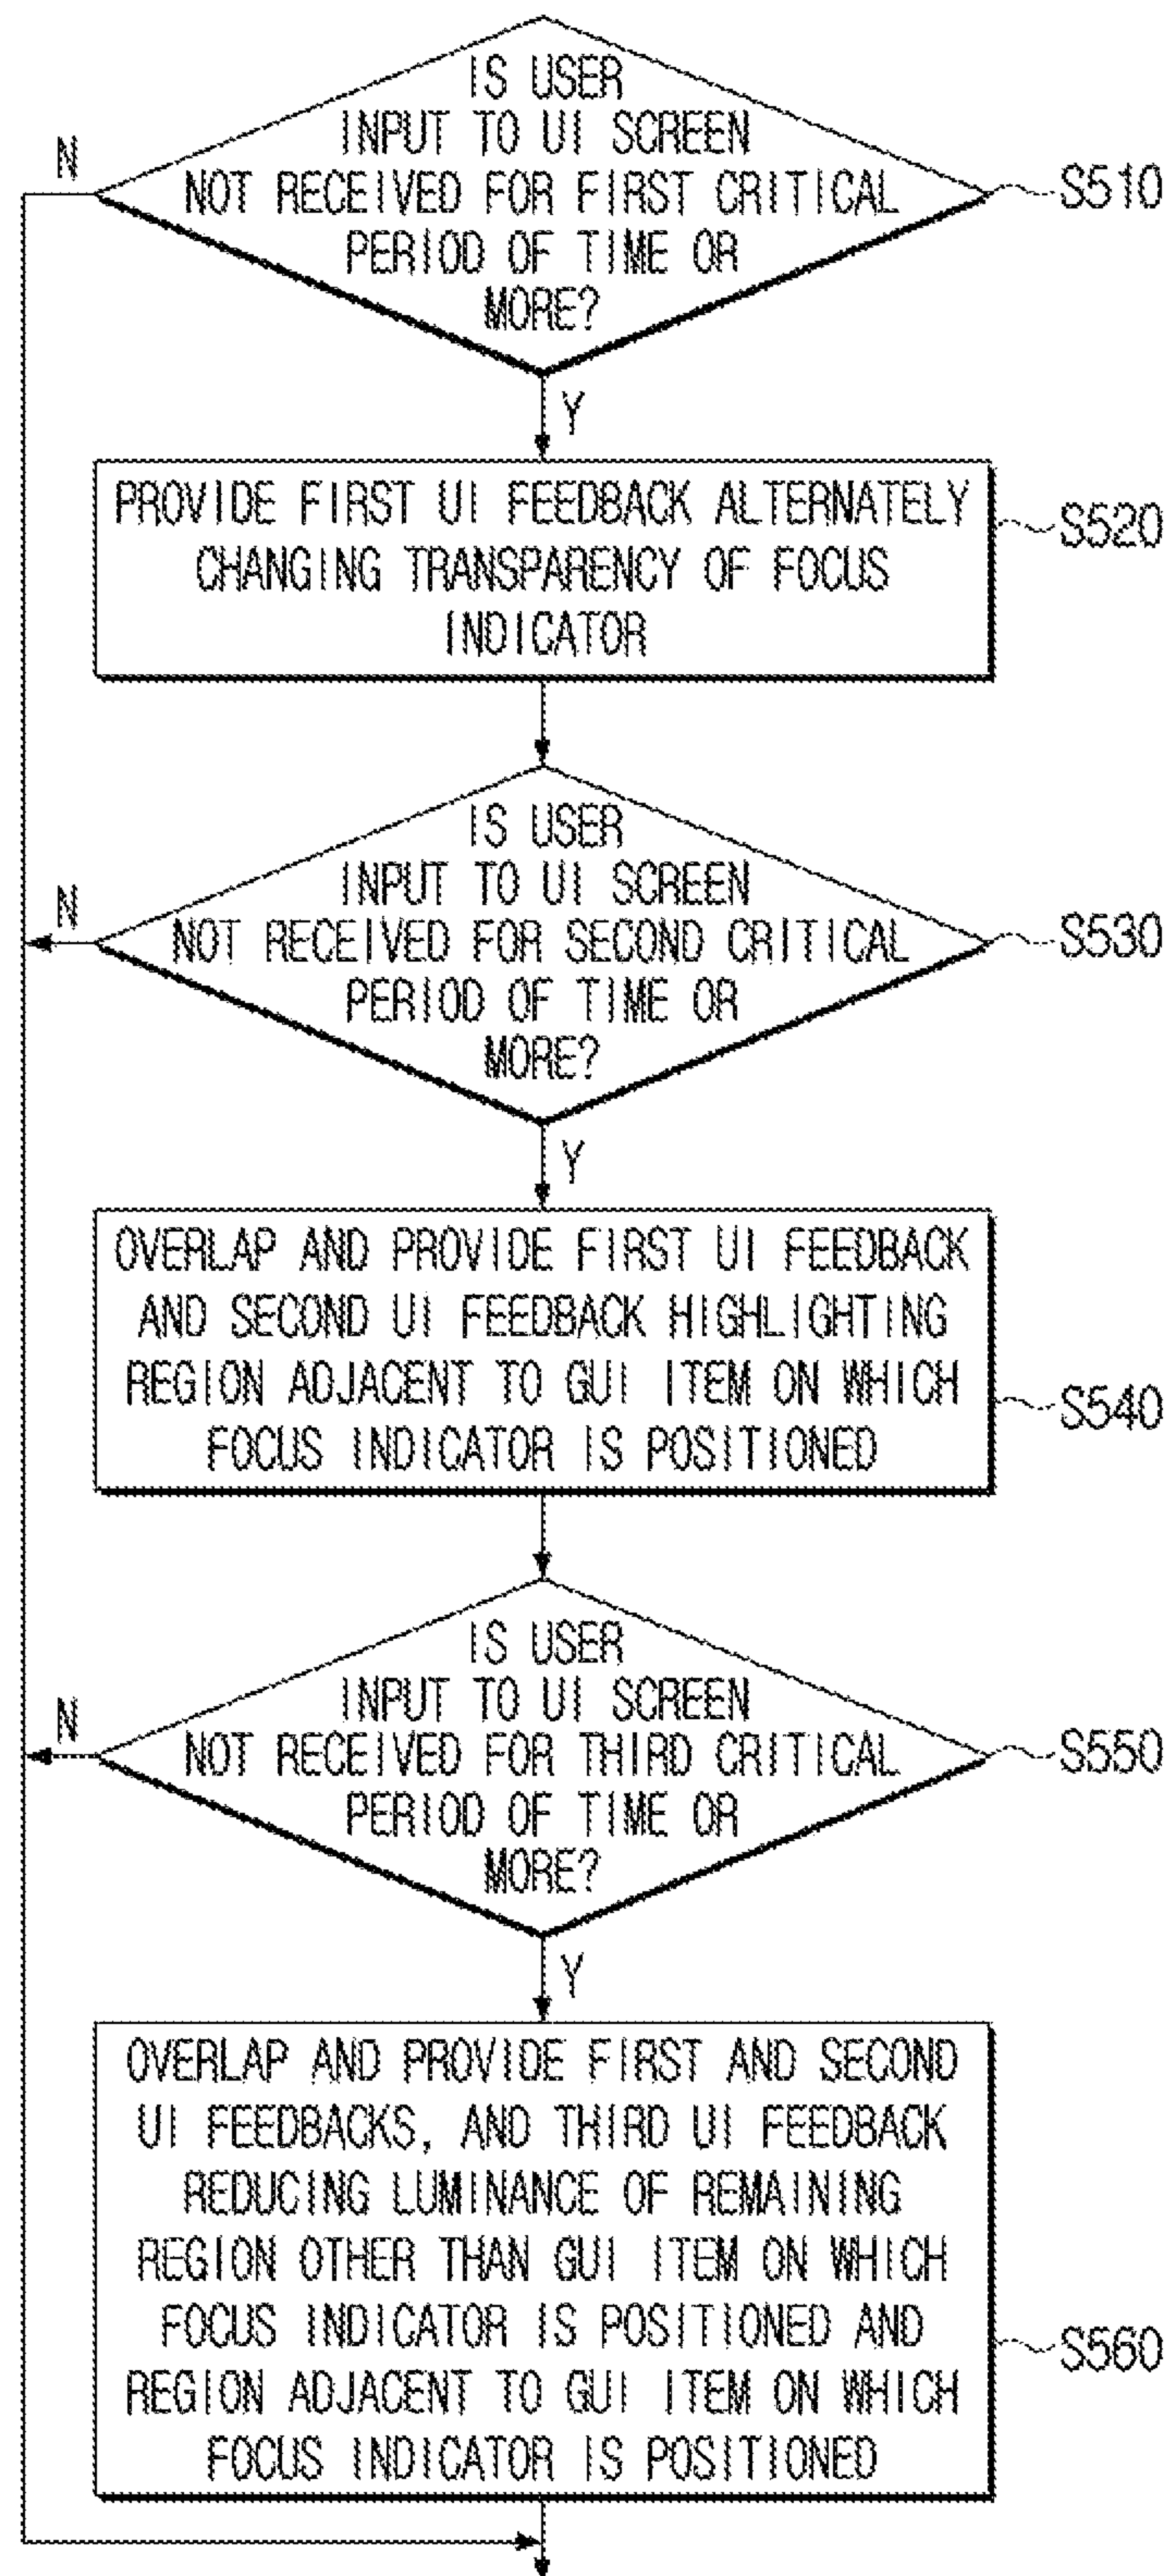 IS USER
INPUT TO UI SCREEN
NOT RECEIVED FOR FIRST CRITICAL
PERIOD OF TIME OR
MORE?
N
S510
Y
PROVIDE FIRST UI FEEDBACK ALTERNATELY
CHANGING TRANSPARENCY OF FOCUS
INDICATOR
S520
IS USER
INPUT TO UI SCREEN
NOT RECEIVED FOR SECOND CRITICAL
PERIOD OF TIME OR
MORE?
N
S530
Y
OVERLAP AND PROVIDE FIRST UI FEEDBACK
AND SECOND UI FEEDBACK HIGHLIGHTING
REGION ADJACENT TO GUI ITEM ON WHICH
FOCUS INDICATOR IS POSITIONED
S540
IS USER
INPUT TO UI SCREEN
NOT RECEIVED FOR THIRD CRITICAL
PERIOD OF TIME OR
MORE?
N
S550
Y
OVERLAP AND PROVIDE FIRST AND SECOND
UI FEEDBACKS, AND THIRD UI FEEDBACK
REDUCING LUMINANCE OF REMAINING
REGION OTHER THAN GUI ITEM ON WHICH
FOCUS INDICATOR IS POSITIONED AND
REGION ADJACENT TO GUI ITEM ON WHICH
FOCUS INDICATOR IS POSITIONED
S560